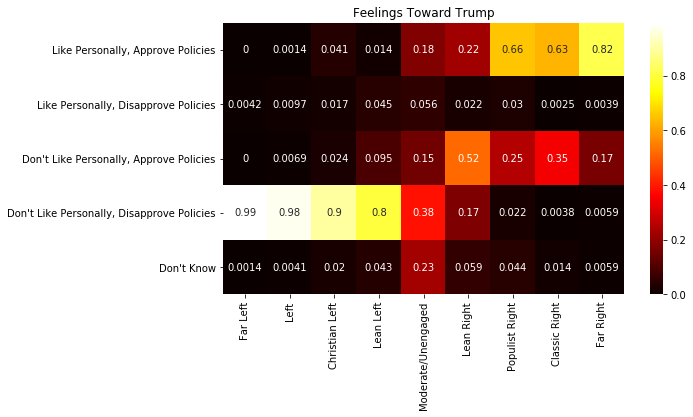 Feelings Toward Trump
Like Personally, Approve Policies
0 0.0014 0.041 0.014 0.18 0.22 0.66 0.63 0.82
Like Personally, Disapprove Policies
0.0042 0.0097 0.017 0.045 0.056 0.022 0.03 0.0025 0.0039
Don't Like Personally, Approve Policies
0 0.0069 0.024 0.095 0.15 0.52 0.25 0.35 0.17
Don't Like Personally, Disapprove Policies
0.99 0.98 0.9 0.8 0.38 0.17 0.022 0.0038 0.0059
Don't Know
0.0014 0.0041 0.02 0.043 0.23 0.059 0.044 0.014 0.0059
Far Left
Left
Christian Left
Lean Left
Moderate/Unengaged
Lean Right
Populist Right
Classic Right
Far Right
0.8
0.6
0.4
0.2
0.0